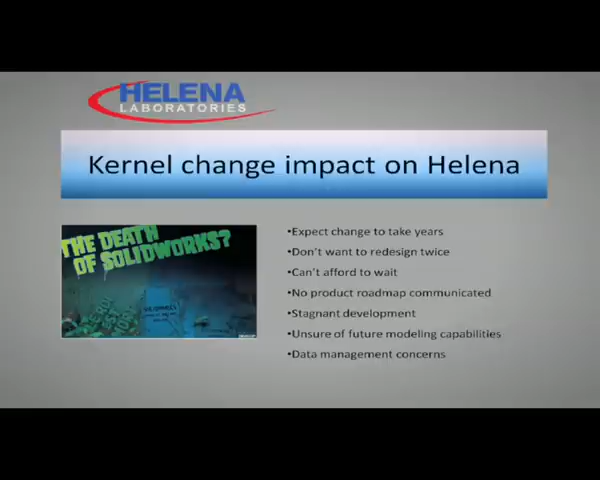 HELENA
LABORATORIES
Kernel change impact on Helena
THE DEATH
OF SOLIDWORKS?
•Expect change to take years
•Don't want to redesign twice
•Can't afford to wait
•No product roadmap communicated
•Stagnant development
•Unsure of future modeling capabilities
•Data management concerns